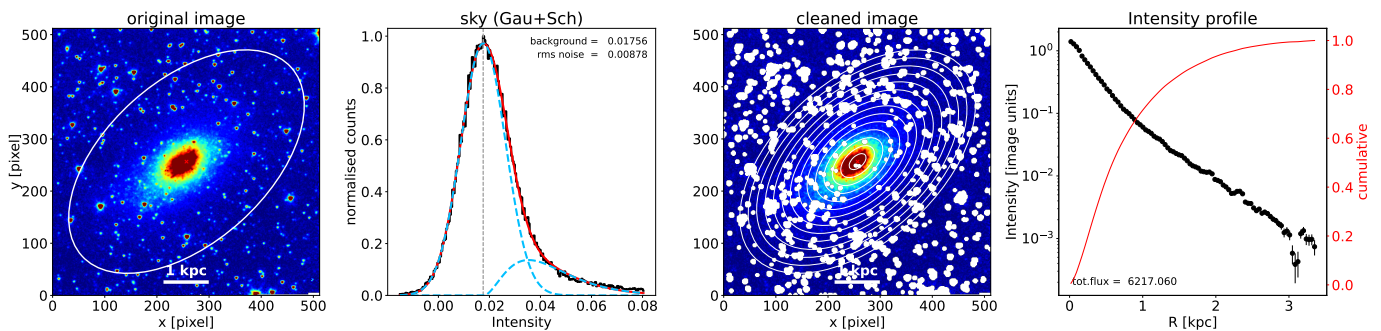 original image
y [pixel]
500
400
300
200
100
0
1 kpc
0 100 200 300 400 500
x [pixel]
sky (Gau+Sch)
normalised counts
1.0
0.8
0.6
0.4
0.2
0.0
background = 0.01756
rms noise = 0.00878
0.00 0.02 0.04 0.06 0.08
Intensity
cleaned image
500
400
300
200
100
0
kpc
0 100 200 300 400 500
x [pixel]
Intensity profile
Intensity [image units]
10⁰
10⁻¹
10⁻²
10⁻³
tot.flux = 6217.060
0 1 2 3
R [kpc]
1.0
0.8
0.6
0.4
0.2
0.0
cumulative